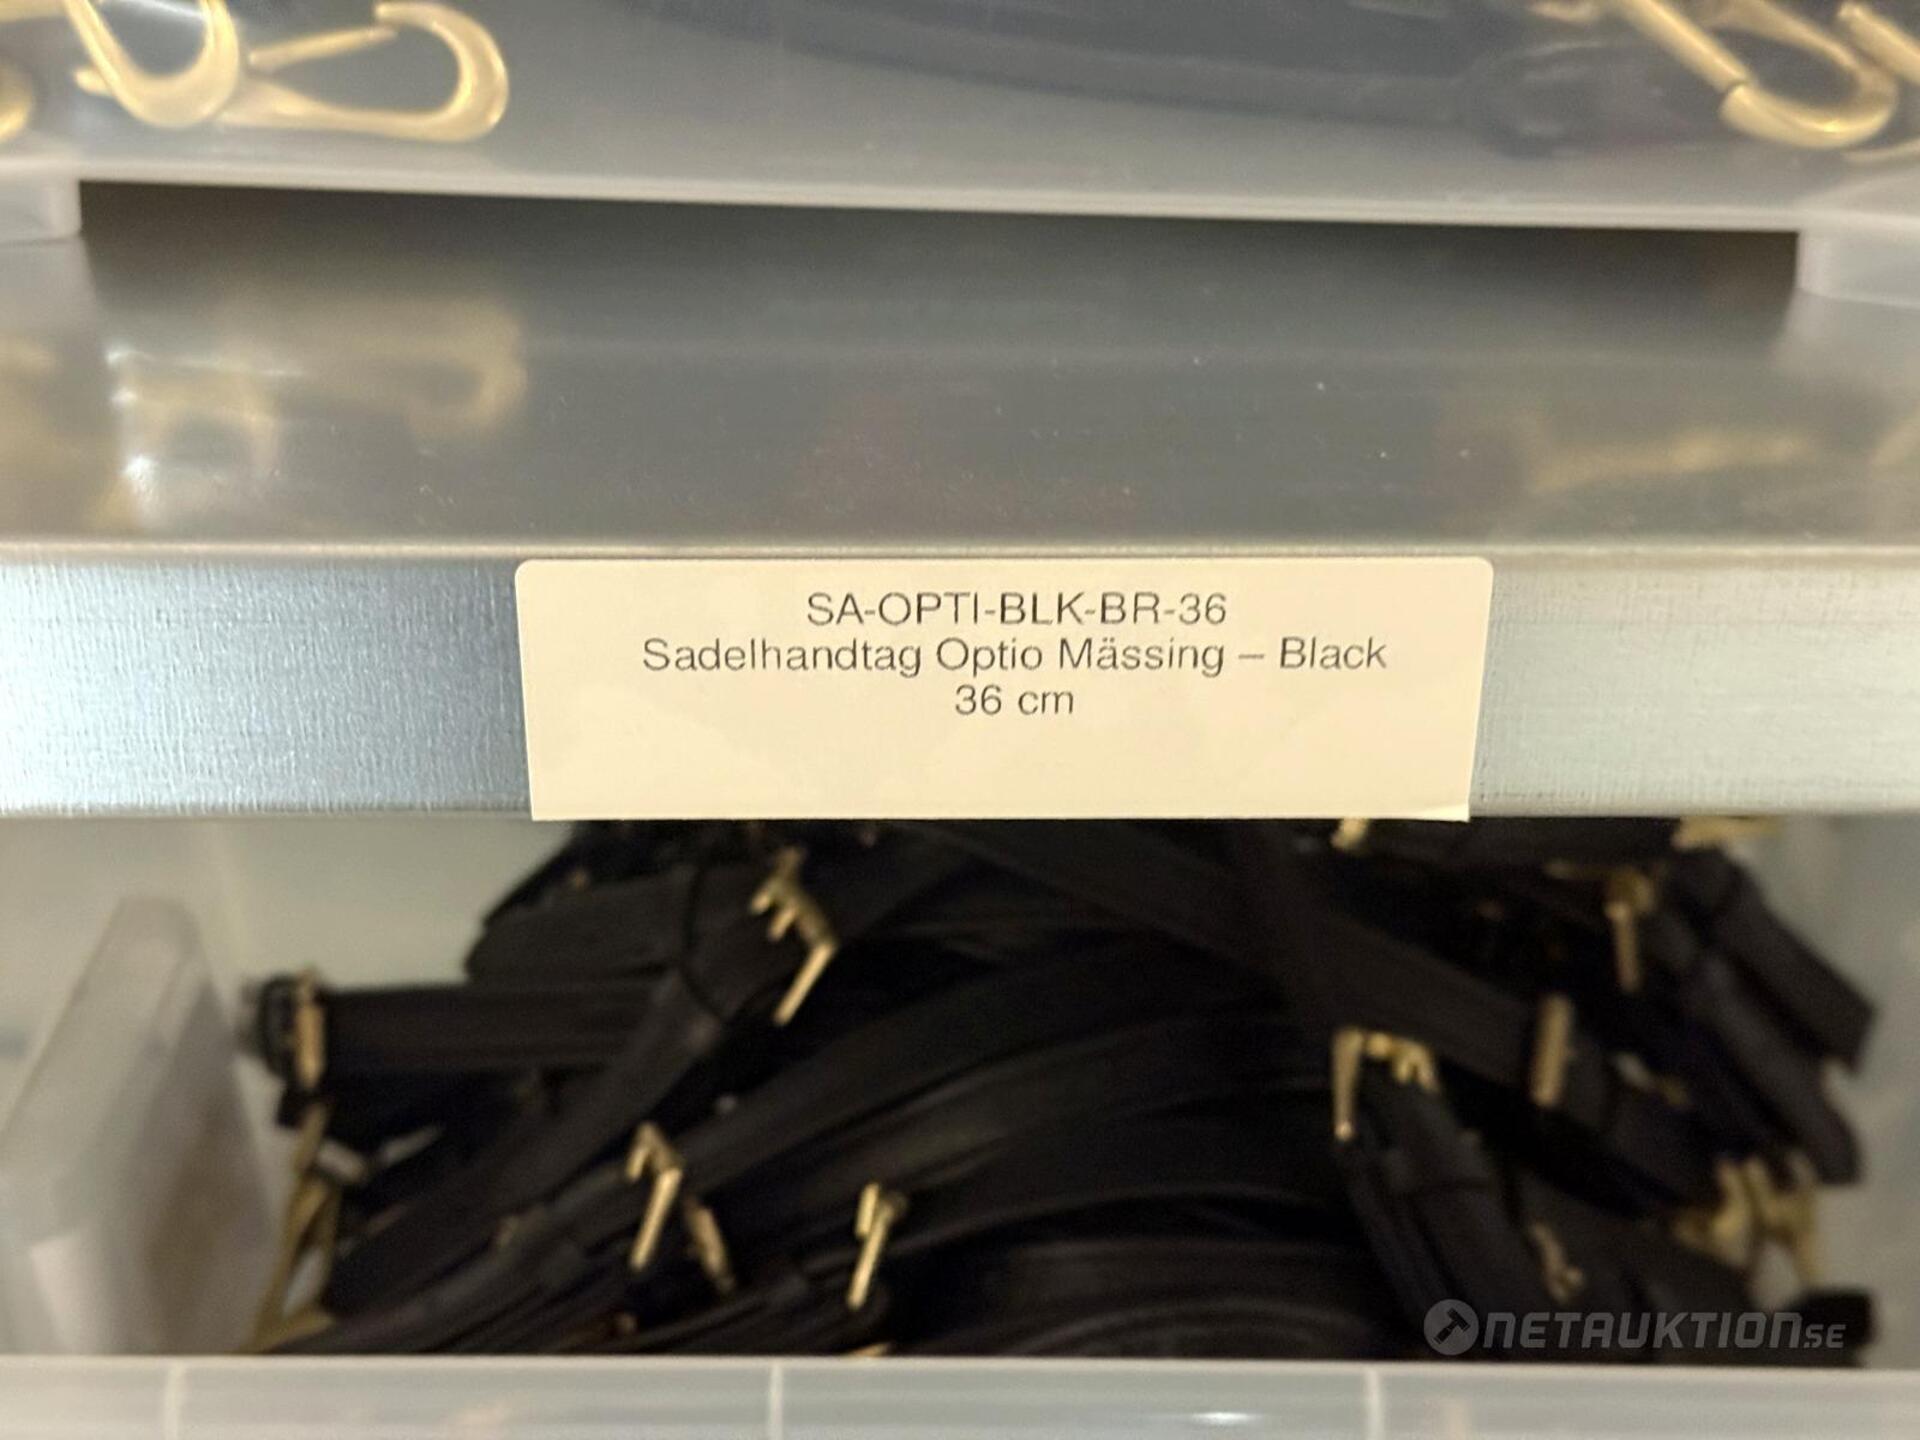 SA-OPTI-BLK-BR-36
Sadelhandtag Optio Mässing – Black
36 cm
NETAUKTION.SE